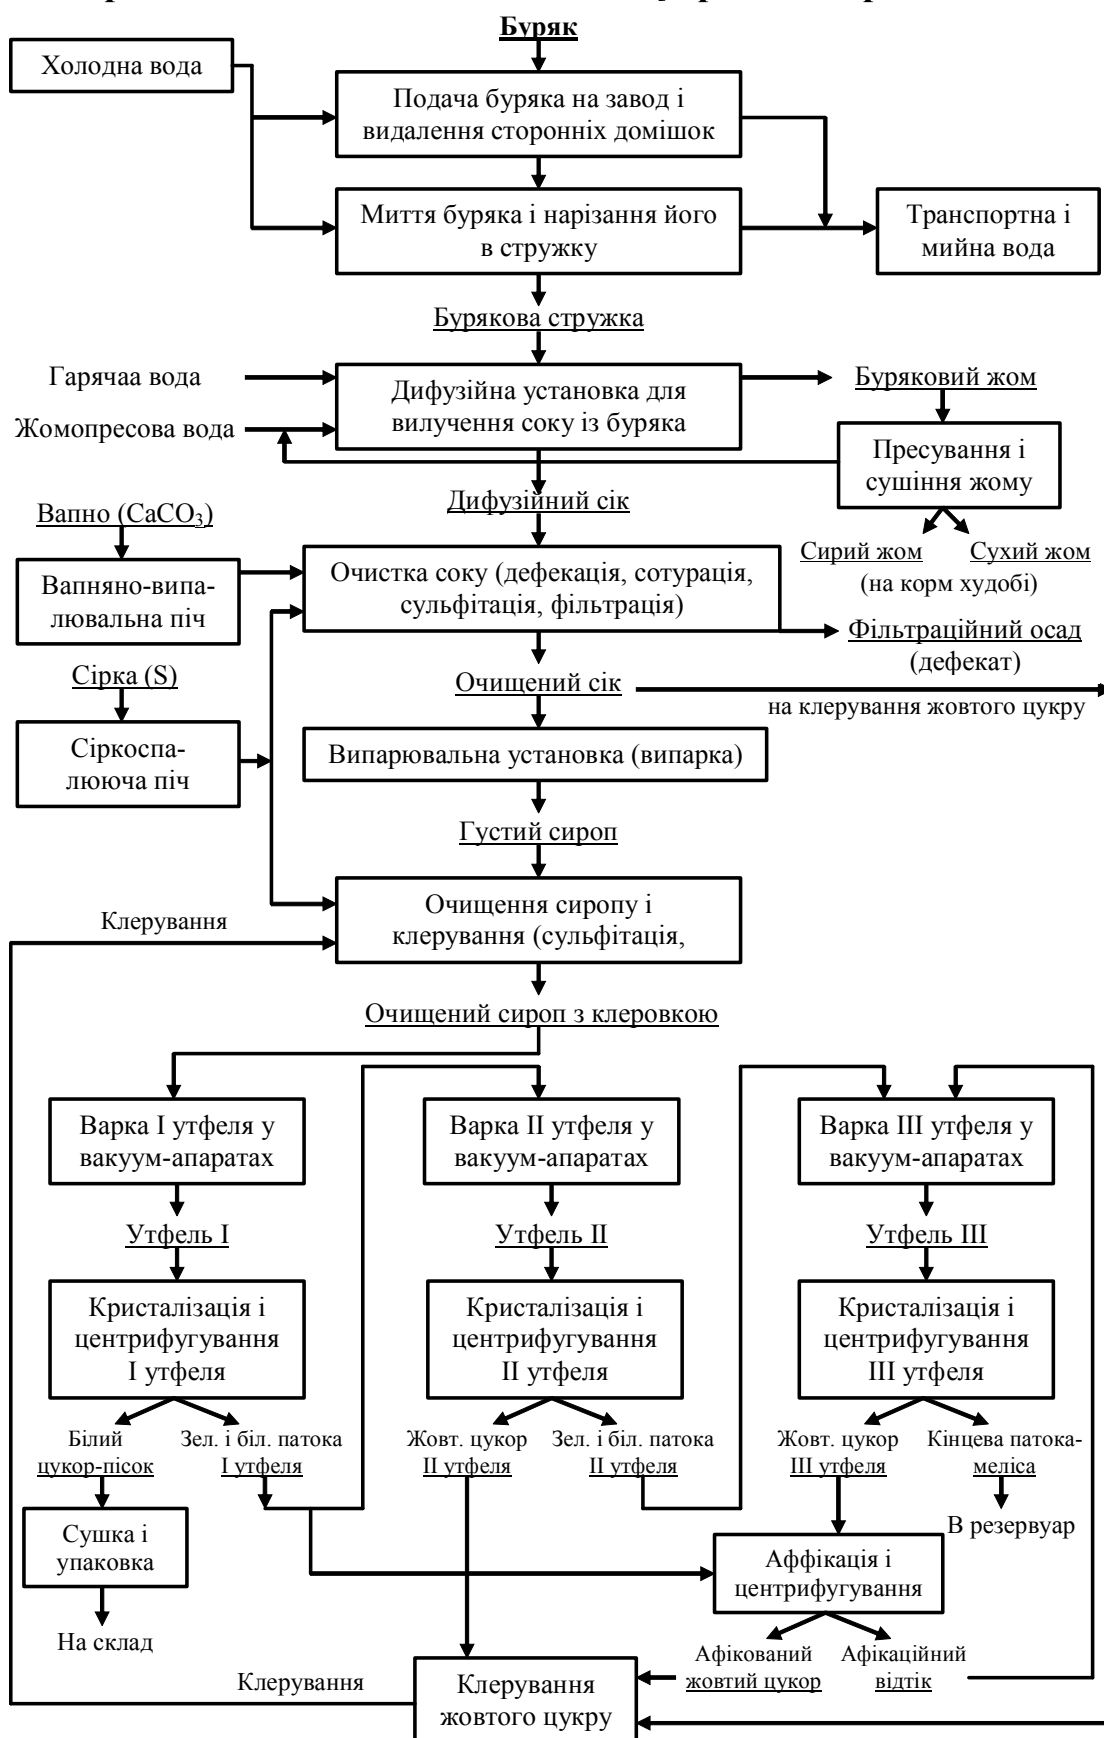 Буряк
Холодна вода
Подача буряка на завод і
видалення сторонніх домішок
Миття буряка і нарізання його
в стружку
Транспортна і
мийна вода
Бурякова стружка
Гарячаа вода
Жомопресова вода
Дифузійна установка для
вилучення соку із буряка
Буряковий жом
Пресування і
сушіння жому
Дифузійний сік
Сирий жом
Сухий жом
(на корм худобі)
Вапно (CaCO₃)
Вапняно-випа-
лювальна піч
Очистка соку (дефекація, сотурація,
сульфітація, фільтрація)
Фільтраційний осад
(дефекат)
Сірка (S)
Очищений сік
на клерування жовтого цукру
Сіркоспа-
лююча піч
Випарювальна установка (випарка)
Густий сироп
Клерування
Очищення сиропу і
клерування (сульфітація,
Очищений сироп з клеровкою
Варка I утфеля у
вакуум-апаратах
Варка II утфеля у
вакуум-апаратах
Варка III утфеля у
вакуум-апаратах
Утфель I
Утфель II
Утфель III
Кристалізація і
центрифугування
I утфеля
Кристалізація і
центрифугування
II утфеля
Кристалізація і
центрифугування
III утфеля
Білий
цукор-пісок
Зел. і біл. патока
I утфеля
Жовт. цукор
II утфеля
Зел. і біл. патока
II утфеля
Жовт. цукор
III утфеля
Кінцева патока-
меліса
Сушка і
упаковка
В резервуар
Аффікація і
центрифугування
На склад
Афікований
жовтий цукор
Афікаційний
відтік
Клерування
Клерування
жовтого цукру